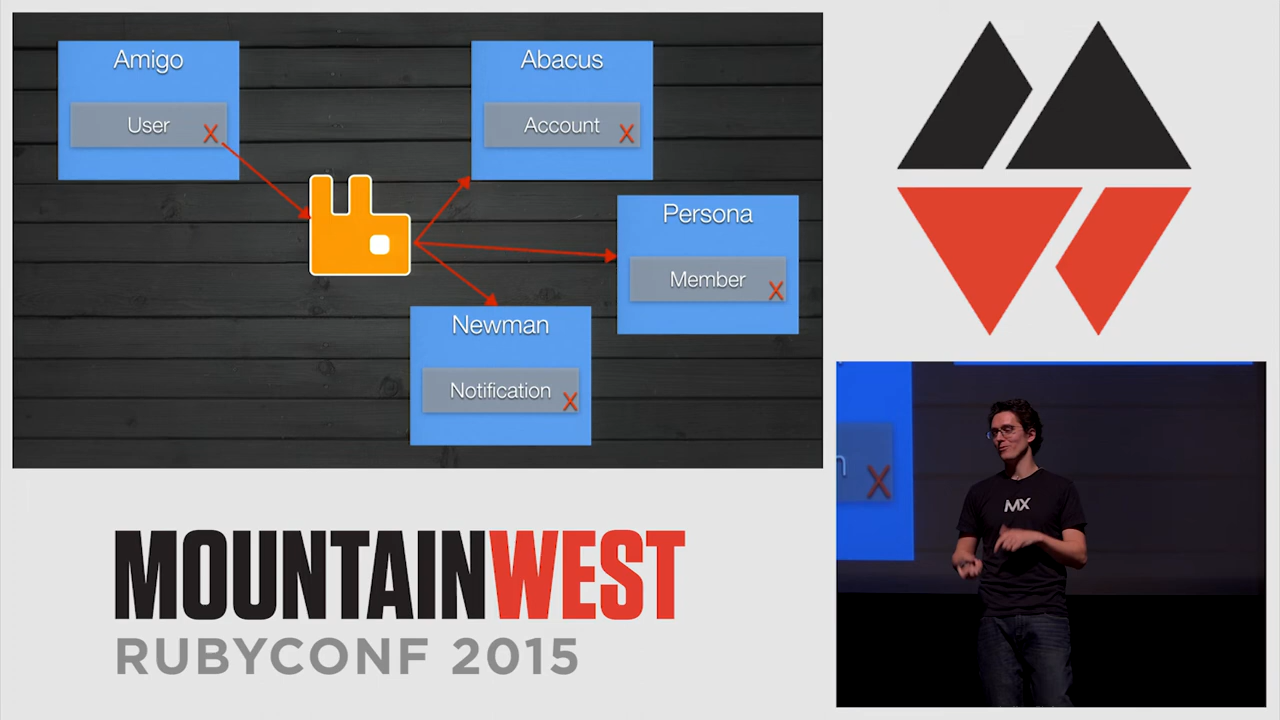 Amigo
User
X
Abacus
Account
X
Persona
Member
X
Newman
Notification
X
MOUNTAINWEST
RUBYCONF 2015
n
X
MX